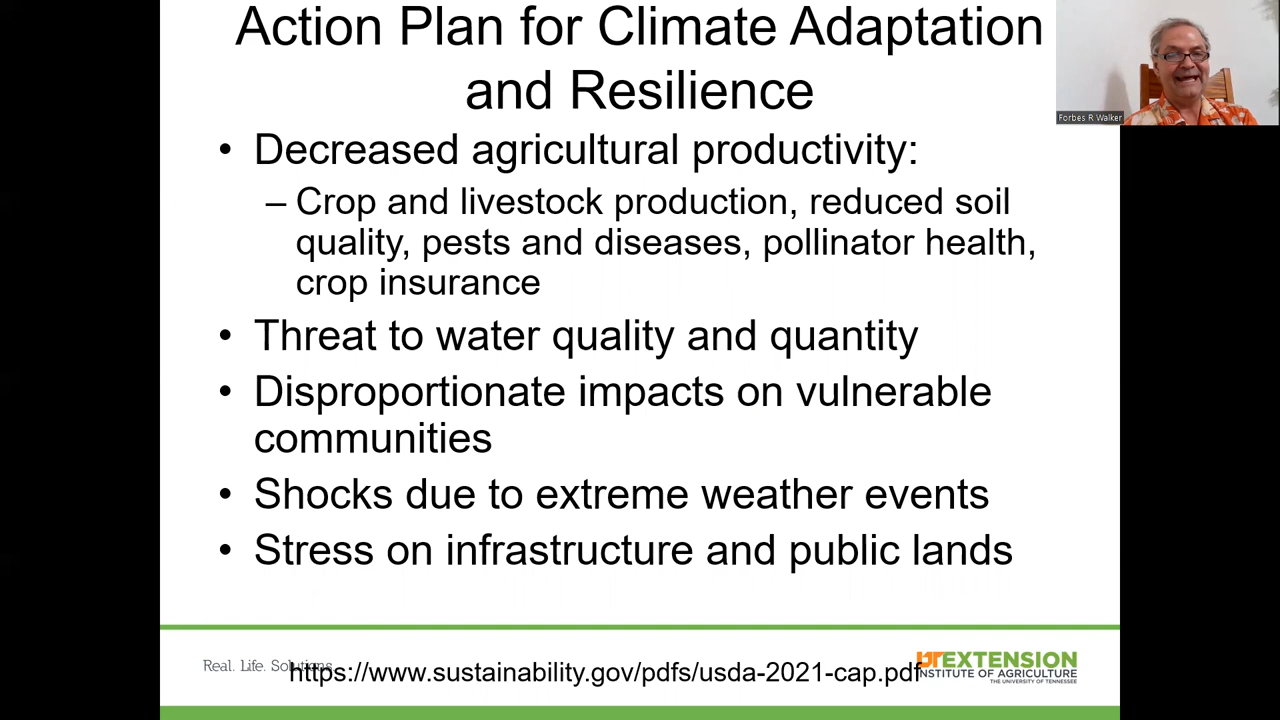 Action Plan for Climate Adaptation
and Resilience
Forbes R Walker
• Decreased agricultural productivity:
– Crop and livestock production, reduced soil
quality, pests and diseases, pollinator health,
crop insurance
• Threat to water quality and quantity
• Disproportionate impacts on vulnerable
communities
• Shocks due to extreme weather events
• Stress on infrastructure and public lands
Real. Life. Solutions.
https://www.sustainability.gov/pdfs/usda-2021-cap.pdf
UT EXTENSION
INSTITUTE OF AGRICULTURE
THE UNIVERSITY OF TENNESSEE